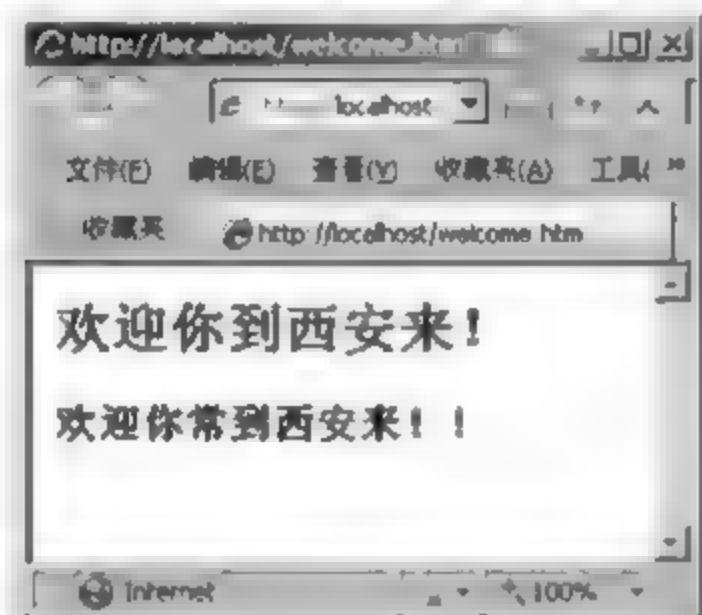 http://localhost/welcome.htm
localhost
文件(F) 编辑(E) 查看(V) 收藏夹(A) 工具(
收藏夹 http://localhost/welcome.htm
欢迎你到西安来!
欢迎你常到西安来!!
Internet 100%